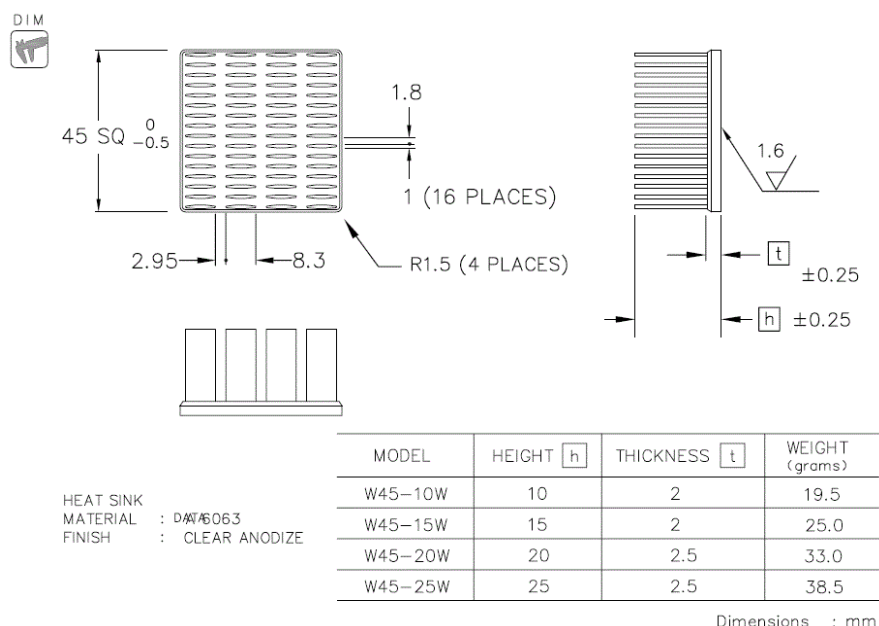 DIM
45 SQ 0 -0.5
1.8
1 (16 PLACES)
2.95
8.3
R1.5 (4 PLACES)
1.6
t ±0.25
h ±0.25
HEAT SINK
MATERIAL : 6063
FINISH : CLEAR ANODIZE
MODEL HEIGHT h THICKNESS t WEIGHT (grams)
W45-10W 10 2 19.5
W45-15W 15 2 25.0
W45-20W 20 2.5 33.0
W45-25W 25 2.5 38.5
Dimensions : mm